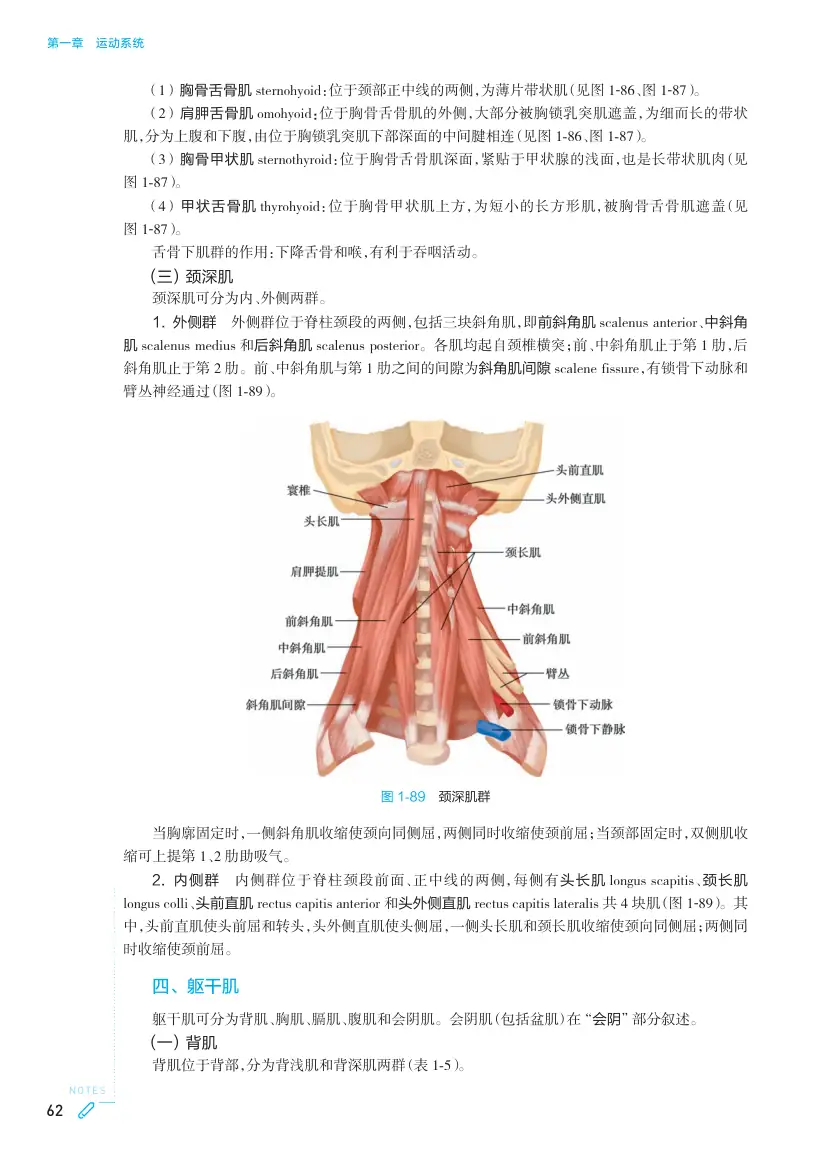 第一章　运动系统
（1）胸骨舌骨肌 sternohyoid：位于颈部正中线的两侧，为薄片带状肌（见图 1-86、图 1-87）。
（2）肩胛舌骨肌 omohyoid：位于胸骨舌骨肌的外侧，大部分被胸锁乳突肌遮盖，为细而长的带状
肌，分为上腹和下腹，由位于胸锁乳突肌下部深面的中间腱相连（见图 1-86、图 1-87）。
（3）胸骨甲状肌 sternothyroid：位于胸骨舌骨肌深面，紧贴于甲状腺的浅面，也是长带状肌肉（见
图 1-87）。
（4）甲状舌骨肌 thyrohyoid：位于胸骨甲状肌上方，为短小的长方形肌，被胸骨舌骨肌遮盖（见
图 1-87）。
舌骨下肌群的作用：下降舌骨和喉，有利于吞咽活动。
（三）颈深肌
颈深肌可分为内、外侧两群。
1. 外侧群　外侧群位于脊柱颈段的两侧，包括三块斜角肌，即前斜角肌 scalenus anterior、中斜角
肌 scalenus medius 和后斜角肌 scalenus posterior。各肌均起自颈椎横突；前、中斜角肌止于第 1 肋，后
斜角肌止于第 2 肋。前、中斜角肌与第 1 肋之间的间隙为斜角肌间隙 scalene fissure，有锁骨下动脉和
臂丛神经通过（图 1-89）。
头前直肌
寰椎
头外侧直肌
头长肌
颈长肌
肩胛提肌
中斜角肌
前斜角肌
前斜角肌
中斜角肌
后斜角肌
臂丛
斜角肌间隙
锁骨下动脉
锁骨下静脉
图 1-89　颈深肌群
当胸廓固定时，一侧斜角肌收缩使颈向同侧屈，两侧同时收缩使颈前屈；当颈部固定时，双侧肌收
缩可上提第 1、2 肋助吸气。
2. 内侧群　内侧群位于脊柱颈段前面、正中线的两侧，每侧有头长肌 longus scapitis、颈长肌
longus colli、头前直肌 rectus capitis anterior 和头外侧直肌 rectus capitis lateralis 共 4 块肌（图 1-89）。其
中，头前直肌使头前屈和转头，头外侧直肌使头侧屈，一侧头长肌和颈长肌收缩使颈向同侧屈；两侧同
时收缩使颈前屈。
四、躯干肌
躯干肌可分为背肌、胸肌、膈肌、腹肌和会阴肌。会阴肌（包括盆肌）在“会阴”部分叙述。
（一）背肌
背肌位于背部，分为背浅肌和背深肌两群（表 1-5）。
NOTES
62